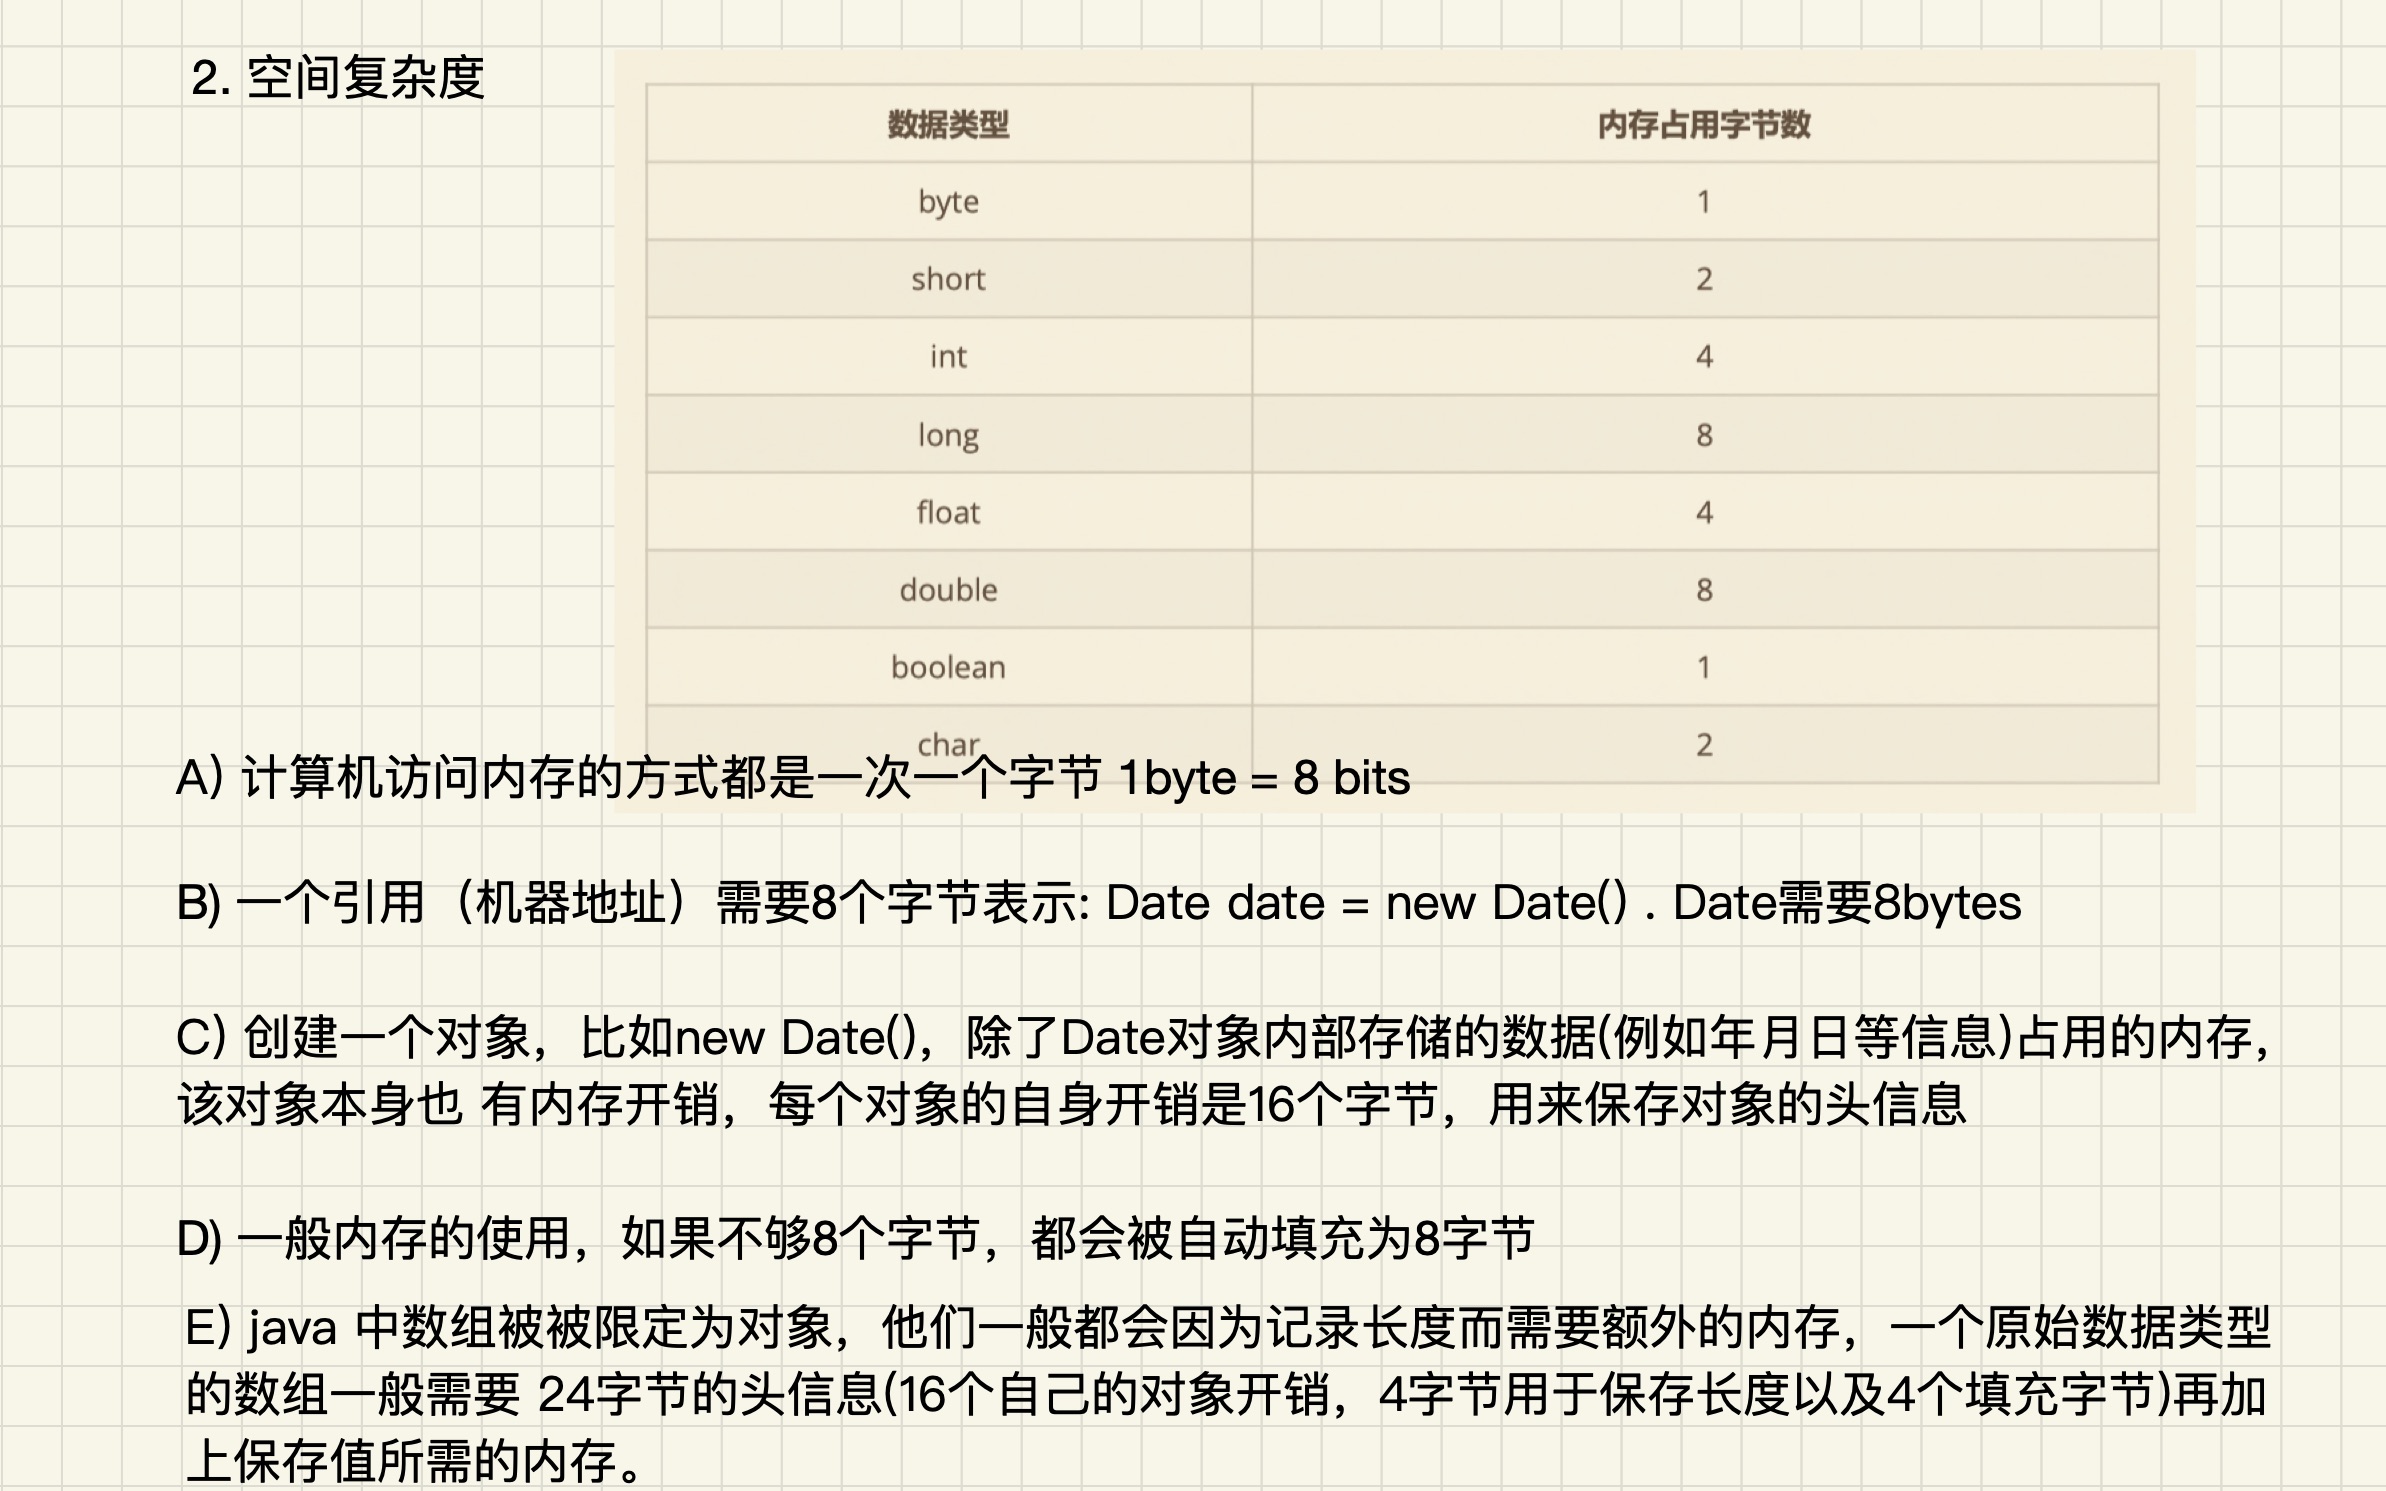 2. 空间复杂度
数据类型 内存占用字节数
byte 1
short 2
int 4
long 8
float 4
double 8
boolean 1
char 2
A) 计算机访问内存的方式都是一次一个字节 1byte = 8 bits
B) 一个引用（机器地址）需要8个字节表示: Date date = new Date() . Date需要8bytes
C) 创建一个对象，比如new Date()，除了Date对象内部存储的数据(例如年月日等信息)占用的内存，
该对象本身也 有内存开销，每个对象的自身开销是16个字节，用来保存对象的头信息
D) 一般内存的使用，如果不够8个字节，都会被自动填充为8字节
E) java 中数组被被限定为对象，他们一般都会因为记录长度而需要额外的内存，一个原始数据类型
的数组一般需要 24字节的头信息(16个自己的对象开销，4字节用于保存长度以及4个填充字节)再加
上保存值所需的内存。